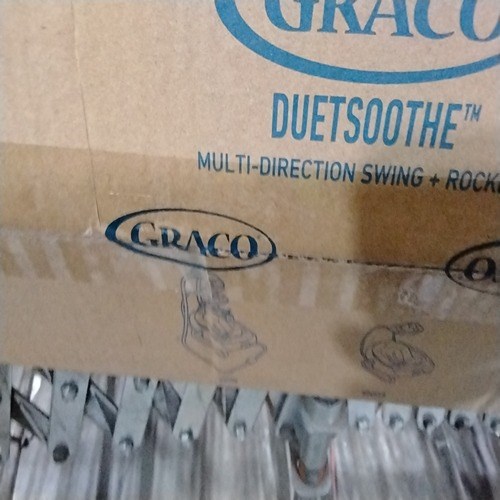 GRACO
DUETSOOTHE™
MULTI-DIRECTION SWING + ROCK
GRACO